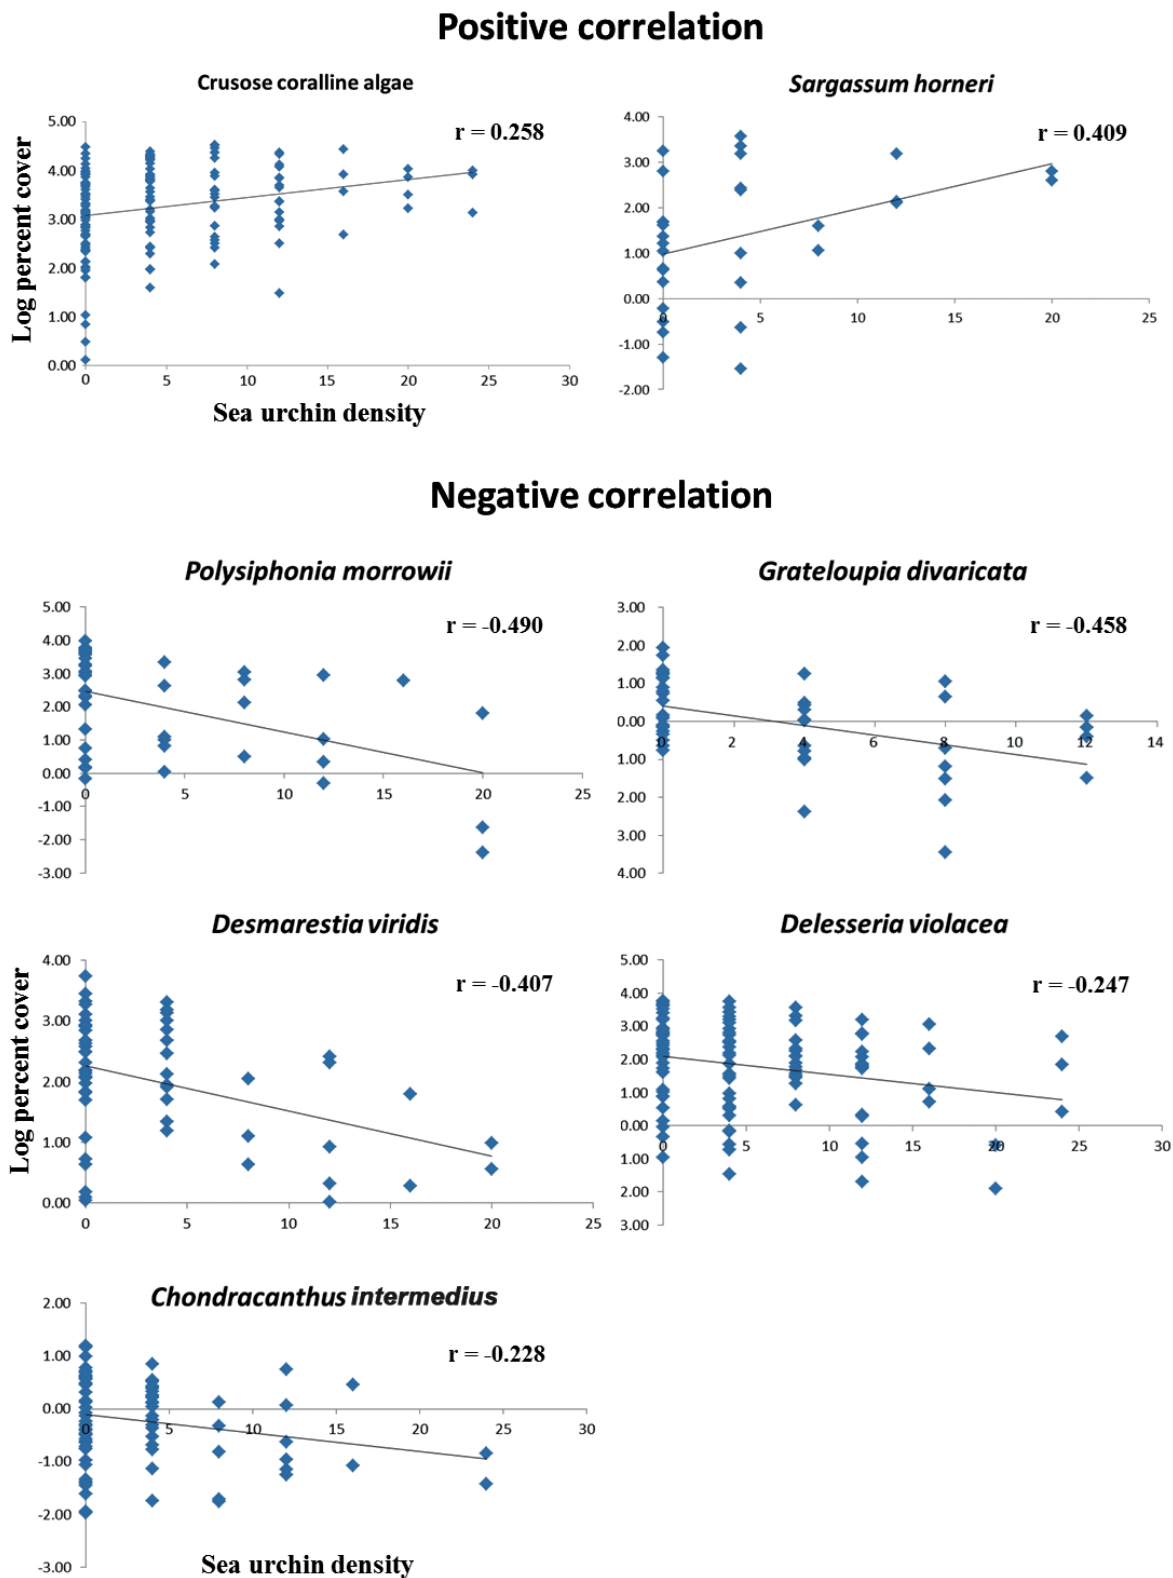 Positive correlation
Crusose coralline algae
r = 0.258
Log percent cover
5.00
4.00
3.00
2.00
1.00
0.00
0 5 10 15 20 25 30
Sea urchin density
Sargassum horneri
r = 0.409
4.00
3.00
2.00
1.00
0.00
-1.00
-2.00
0 5 10 15 20 25
Negative correlation
Polysiphonia morrowii
r = -0.490
5.00
4.00
3.00
2.00
1.00
0.00
-1.00
-2.00
-3.00
0 5 10 15 20 25
Grateloupia divaricata
r = -0.458
3.00
2.00
1.00
0.00
1.00
2.00
3.00
4.00
0 2 4 6 8 10 12 14
Desmarestia viridis
r = -0.407
Log percent cover
4.00
3.00
2.00
1.00
0.00
0 5 10 15 20 25
Delesseria violacea
r = -0.247
5.00
4.00
3.00
2.00
1.00
0.00
1.00
2.00
3.00
0 5 10 15 20 25 30
Chondracanthus intermedius
r = -0.228
2.00
1.00
0.00
-1.00
-2.00
-3.00
0 5 10 15 20 25 30
Sea urchin density